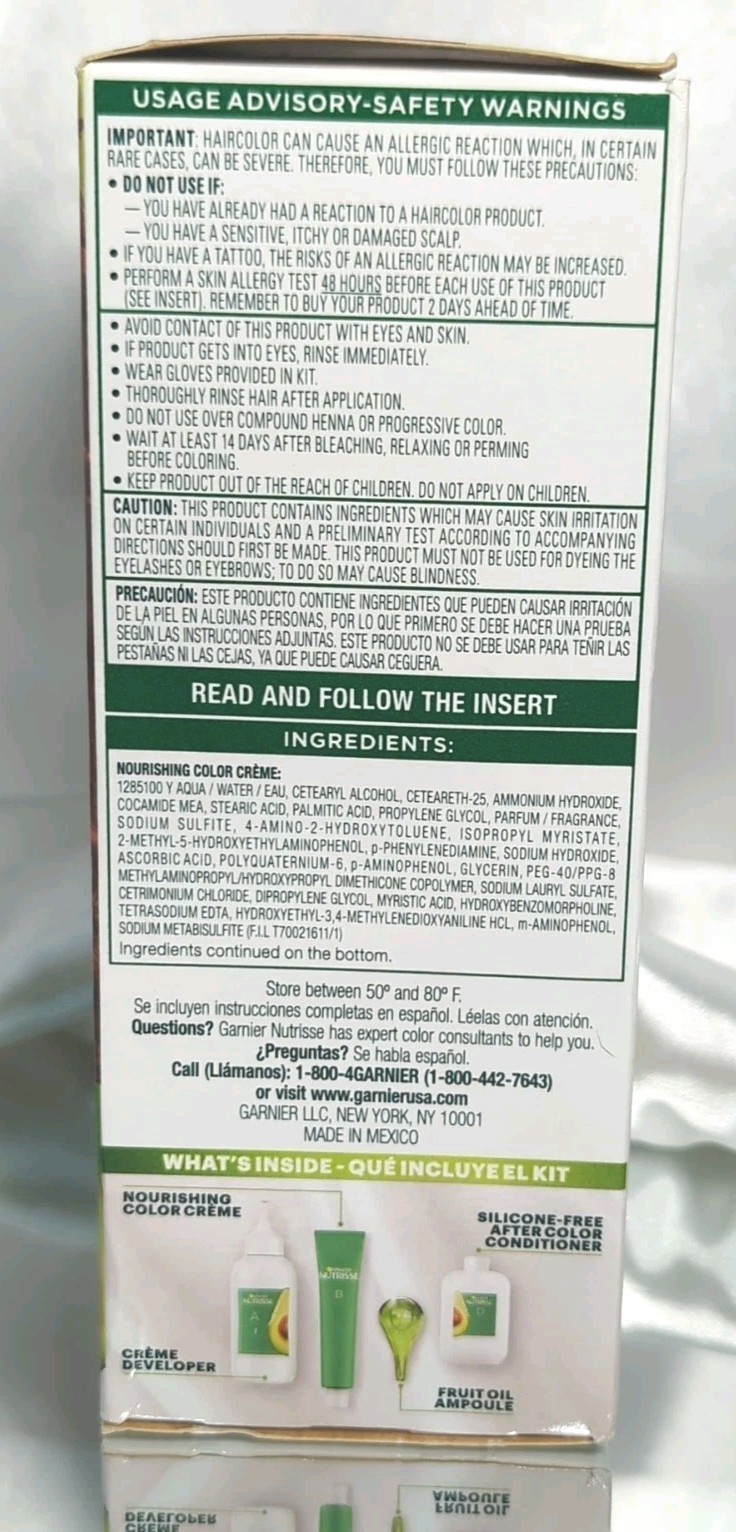 USAGE ADVISORY-SAFETY WARNINGS
IMPORTANT: HAIRCOLOR CAN CAUSE AN ALLERGIC REACTION WHICH, IN CERTAIN
RARE CASES, CAN BE SEVERE. THEREFORE, YOU MUST FOLLOW THESE PRECAUTIONS:
• DO NOT USE IF:
— YOU HAVE ALREADY HAD A REACTION TO A HAIRCOLOR PRODUCT.
— YOU HAVE A SENSITIVE, ITCHY OR DAMAGED SCALP.
• IF YOU HAVE A TATTOO, THE RISKS OF AN ALLERGIC REACTION MAY BE INCREASED.
• PERFORM A SKIN ALLERGY TEST 48 HOURS BEFORE EACH USE OF THIS PRODUCT
(SEE INSERT). REMEMBER TO BUY YOUR PRODUCT 2 DAYS AHEAD OF TIME.
• AVOID CONTACT OF THIS PRODUCT WITH EYES AND SKIN.
• IF PRODUCT GETS INTO EYES, RINSE IMMEDIATELY.
• WEAR GLOVES PROVIDED IN KIT.
• THOROUGHLY RINSE HAIR AFTER APPLICATION.
• DO NOT USE OVER COMPOUND HENNA OR PROGRESSIVE COLOR.
• WAIT AT LEAST 14 DAYS AFTER BLEACHING, RELAXING OR PERMING
BEFORE COLORING.
• KEEP PRODUCT OUT OF THE REACH OF CHILDREN. DO NOT APPLY ON CHILDREN.
CAUTION: THIS PRODUCT CONTAINS INGREDIENTS WHICH MAY CAUSE SKIN IRRITATION
ON CERTAIN INDIVIDUALS AND A PRELIMINARY TEST ACCORDING TO ACCOMPANYING
DIRECTIONS SHOULD FIRST BE MADE. THIS PRODUCT MUST NOT BE USED FOR DYEING THE
EYELASHES OR EYEBROWS; TO DO SO MAY CAUSE BLINDNESS.
PRECAUCIÓN: ESTE PRODUCTO CONTIENE INGREDIENTES QUE PUEDEN CAUSAR IRRITACIÓN
DE LA PIEL EN ALGUNAS PERSONAS, POR LO QUE PRIMERO SE DEBE HACER UNA PRUEBA
SEGÚN LAS INSTRUCCIONES ADJUNTAS. ESTE PRODUCTO NO SE DEBE USAR PARA TEÑIR LAS
PESTAÑAS NI LAS CEJAS, YA QUE PUEDE CAUSAR CEGUERA.
READ AND FOLLOW THE INSERT
INGREDIENTS:
NOURISHING COLOR CRÈME:
1285100 Y AQUA / WATER / EAU, CETEARYL ALCOHOL, CETEARETH-25, AMMONIUM HYDROXIDE,
COCAMIDE MEA, STEARIC ACID, PALMITIC ACID, PROPYLENE GLYCOL, PARFUM / FRAGRANCE,
SODIUM SULFITE, 4-AMINO-2-HYDROXYTOLUENE, ISOPROPYL MYRISTATE,
2-METHYL-5-HYDROXYETHYLAMINOPHENOL, p-PHENYLENEDIAMINE, SODIUM HYDROXIDE,
ASCORBIC ACID, POLYQUATERNIUM-6, p-AMINOPHENOL, GLYCERIN, PEG-40/PPG-8
METHYLAMINOPROPYL/HYDROXYPROPYL DIMETHICONE COPOLYMER, SODIUM LAURYL SULFATE,
CETRIMONIUM CHLORIDE, DIPROPYLENE GLYCOL, MYRISTIC ACID, HYDROXYBENZOMORPHOLINE,
TETRASODIUM EDTA, HYDROXYETHYL-3,4-METHYLENEDIOXYANILINE HCL, m-AMINOPHENOL,
SODIUM METABISULFITE (F.I.L T70021611/1)
Ingredients continued on the bottom.
Store between 50º and 80º F.
Se incluyen instrucciones completas en español. Léelas con atención.
Questions? Garnier Nutrisse has expert color consultants to help you.
¿Preguntas? Se habla español.
Call (Llámanos): 1-800-4GARNIER (1-800-442-7643)
or visit www.garnierusa.com
GARNIER LLC, NEW YORK, NY 10001
MADE IN MEXICO
WHAT'S INSIDE - QUÉ INCLUYE EL KIT
NOURISHING
COLOR CRÈME
SILICONE-FREE
AFTER COLOR
CONDITIONER
NUTRISSE
B
NUTRISSE
A
1
NUTRISSE
D
CRÈME
DEVELOPER
FRUIT OIL
AMPOULE